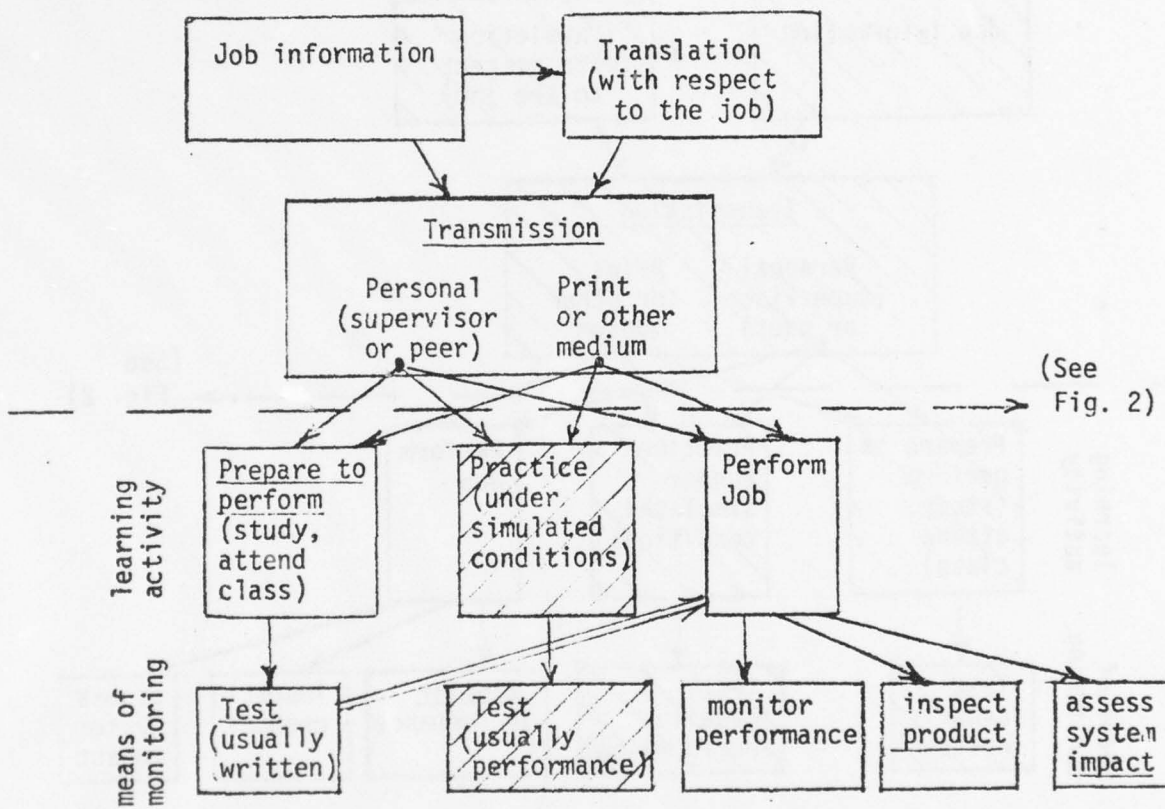 Job information
Translation
(with respect
to the job)
Transmission
Personal
(supervisor
or peer)
Print
or other
medium
(See
Fig. 2)
learning
activity
Prepare to
perform
(study,
attend
class)
Practice
(under
simulated
conditions)
Perform
Job
means of
monitoring
Test
(usually
written)
Test
(usually
performance)
monitor
performance
inspect
product
assess
system
impact